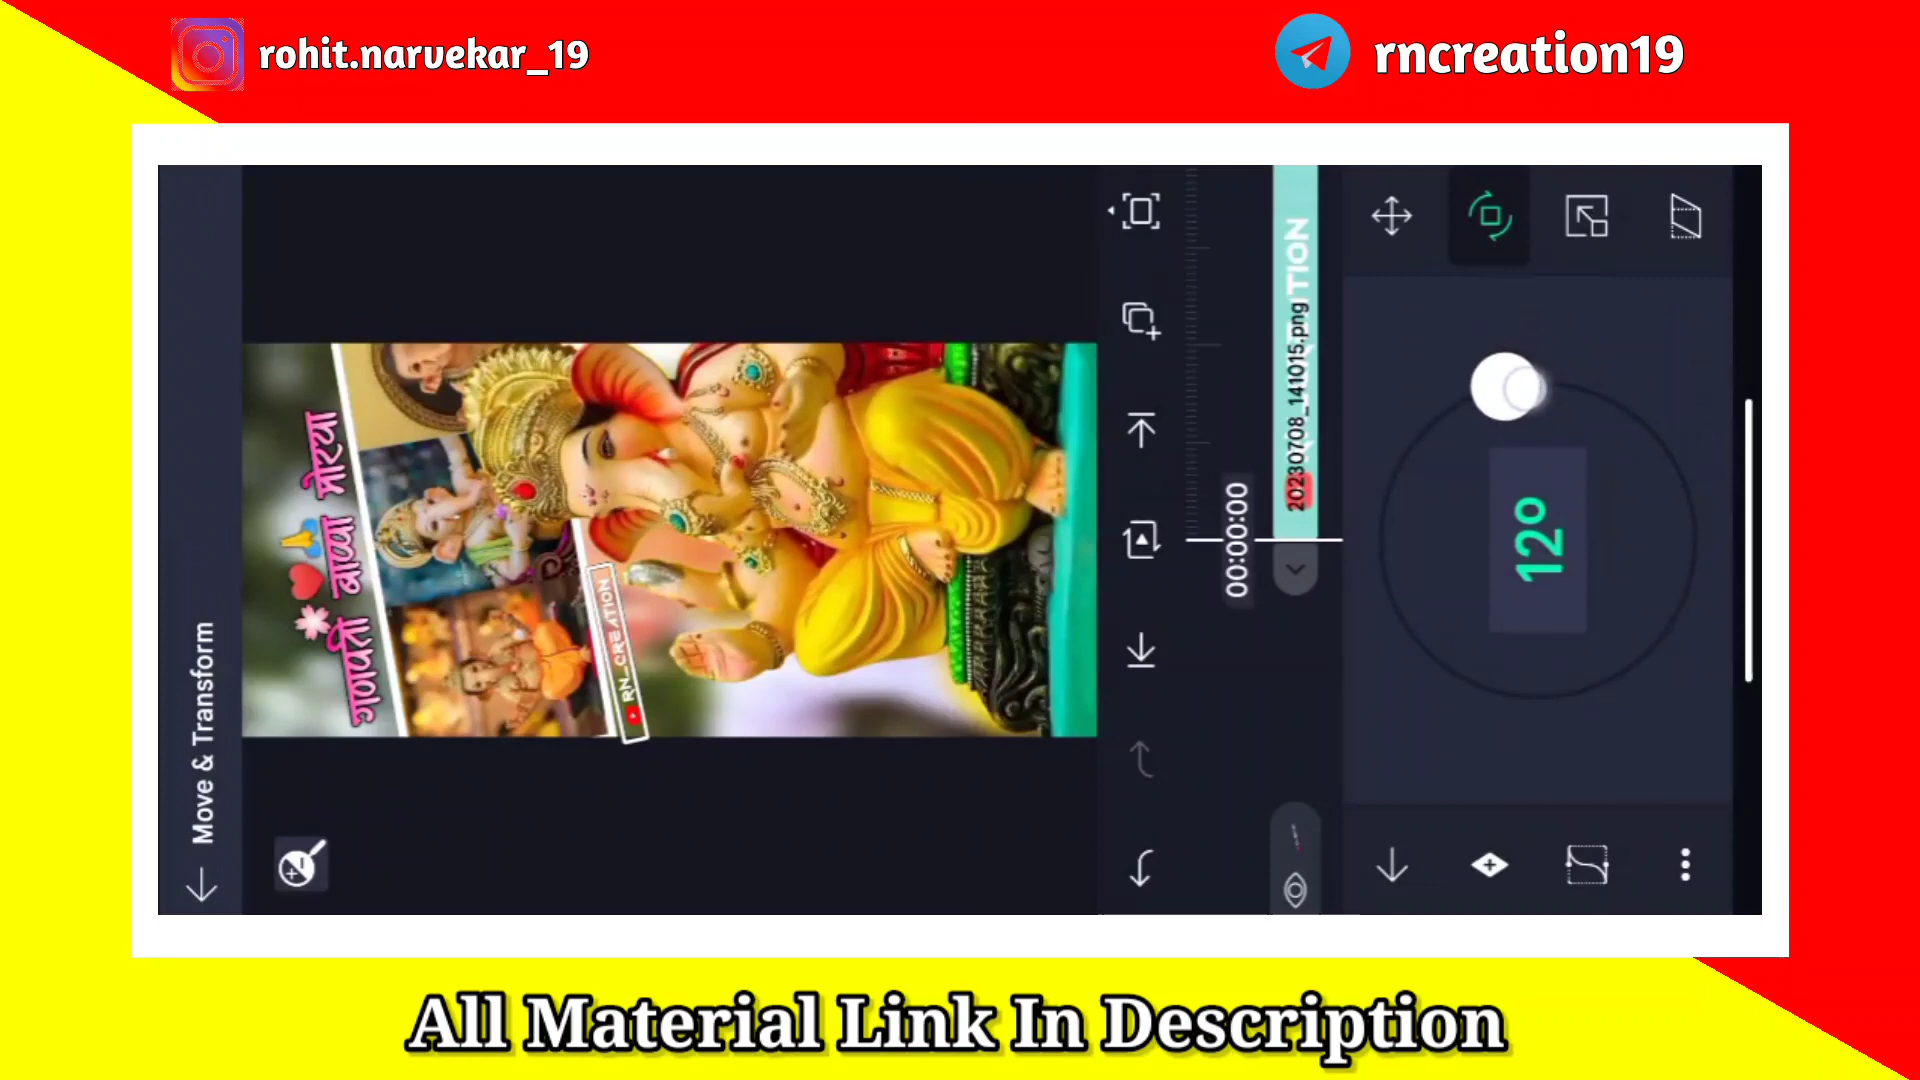 rohit.narvekar_19
rncreation19
Move & Transform
गणपती बाप्पा मोरया
RN_CREATION
00:00:00
20230708_141015.png
TION
12°
All Material Link In Description